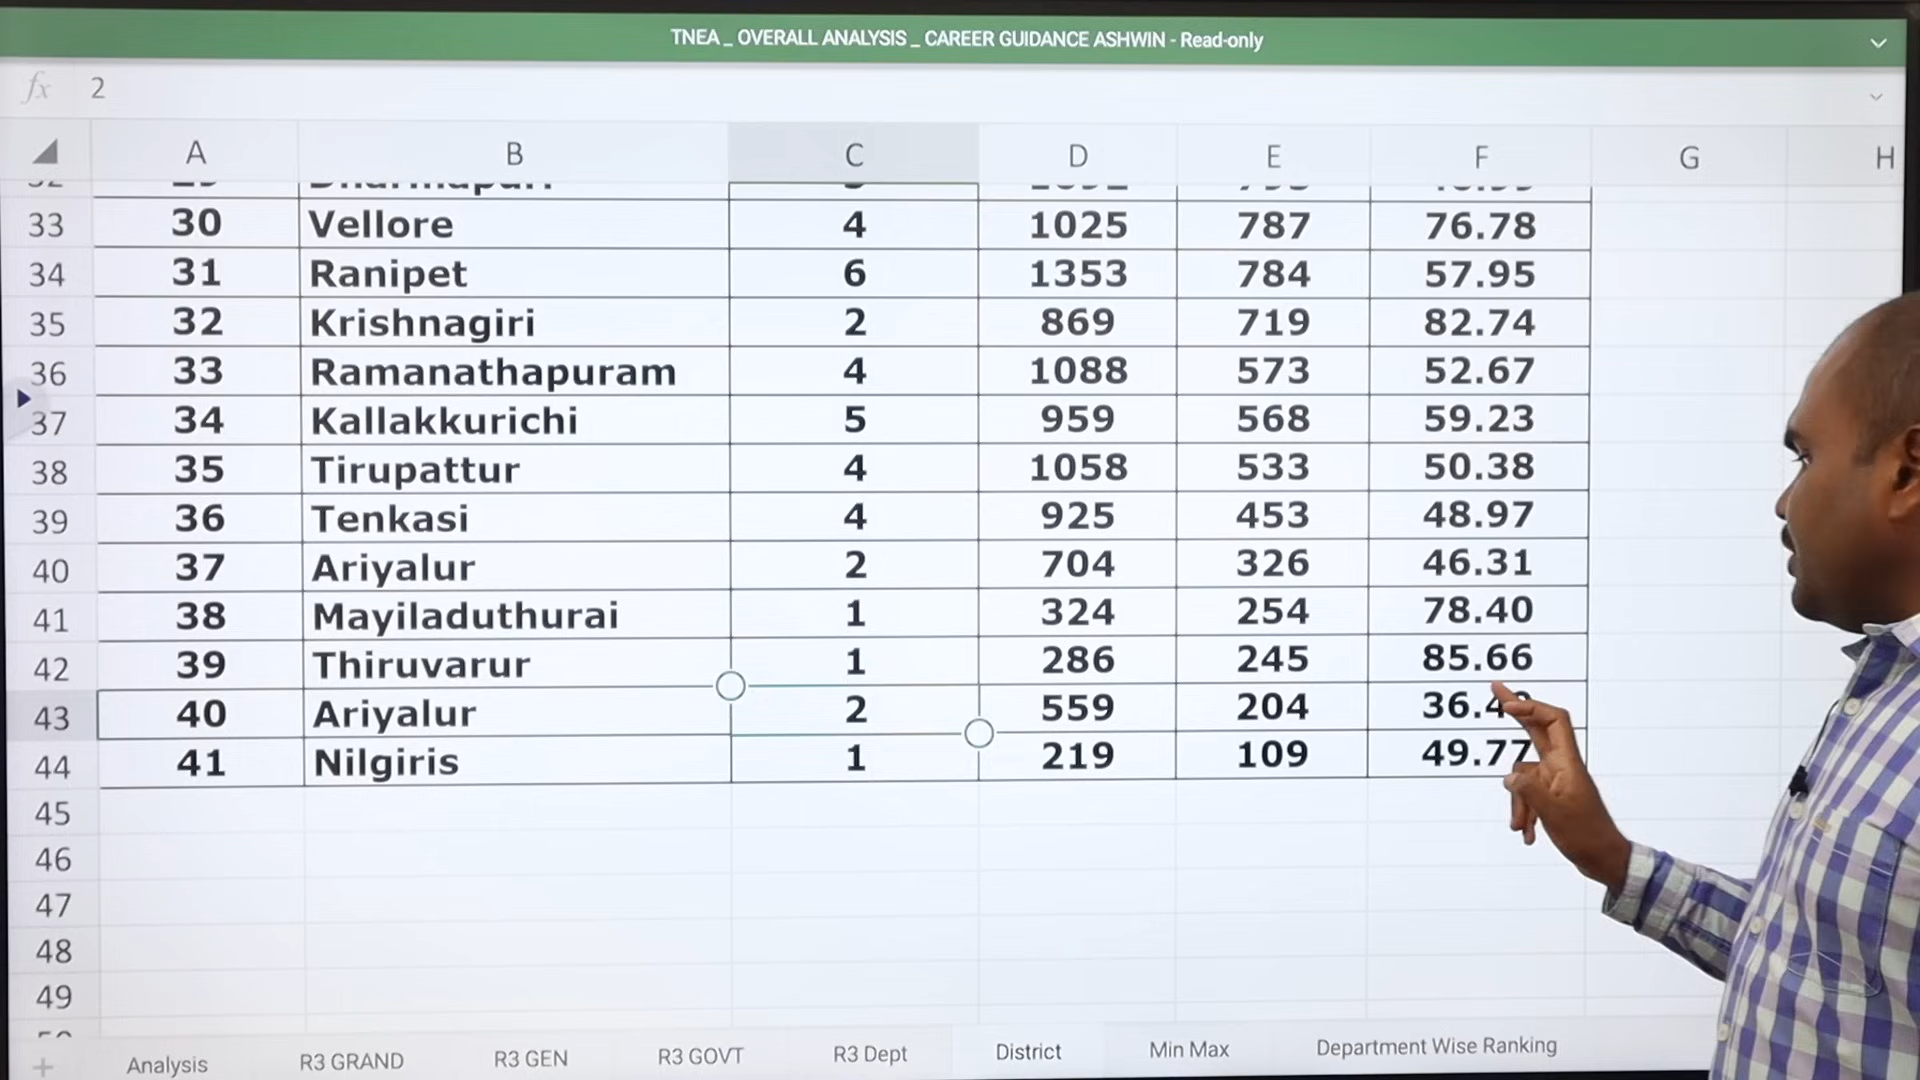 TNEA _ OVERALL ANALYSIS _ CAREER GUIDANCE ASHWIN - Read-only
fx 2
A B C D E F G H
33 30 Vellore 4 1025 787 76.78
34 31 Ranipet 6 1353 784 57.95
35 32 Krishnagiri 2 869 719 82.74
36 33 Ramanathapuram 4 1088 573 52.67
37 34 Kallakkurichi 5 959 568 59.23
38 35 Tirupattur 4 1058 533 50.38
39 36 Tenkasi 4 925 453 48.97
40 37 Ariyalur 2 704 326 46.31
41 38 Mayiladuthurai 1 324 254 78.40
42 39 Thiruvarur 1 286 245 85.66
43 40 Ariyalur 2 559 204
44 41 Nilgiris 1 219 109 49.77
45
46
47
48
49
+ Analysis R3 GRAND R3 GEN R3 GOVT R3 Dept District Min Max Department Wise Ranking